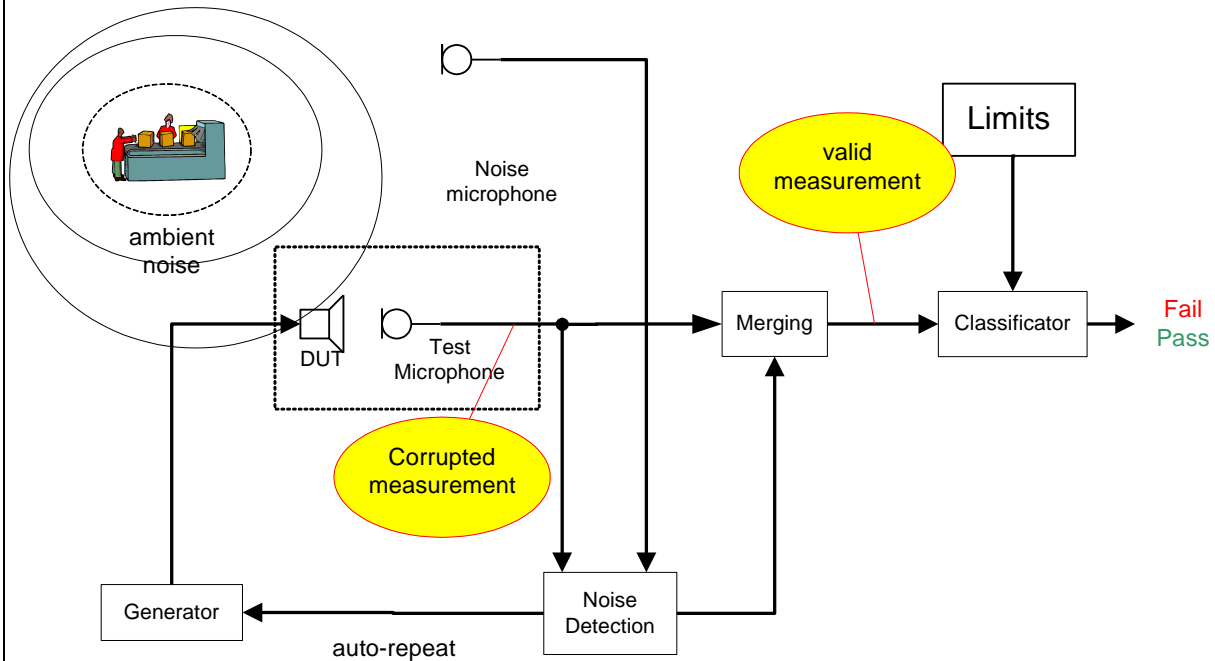 Limits
valid
measurement
Noise
microphone
ambient
noise
DUT
Test
Microphone
Merging
Classificator
Fail
Pass
Corrupted
measurement
Generator
Noise
Detection
auto-repeat